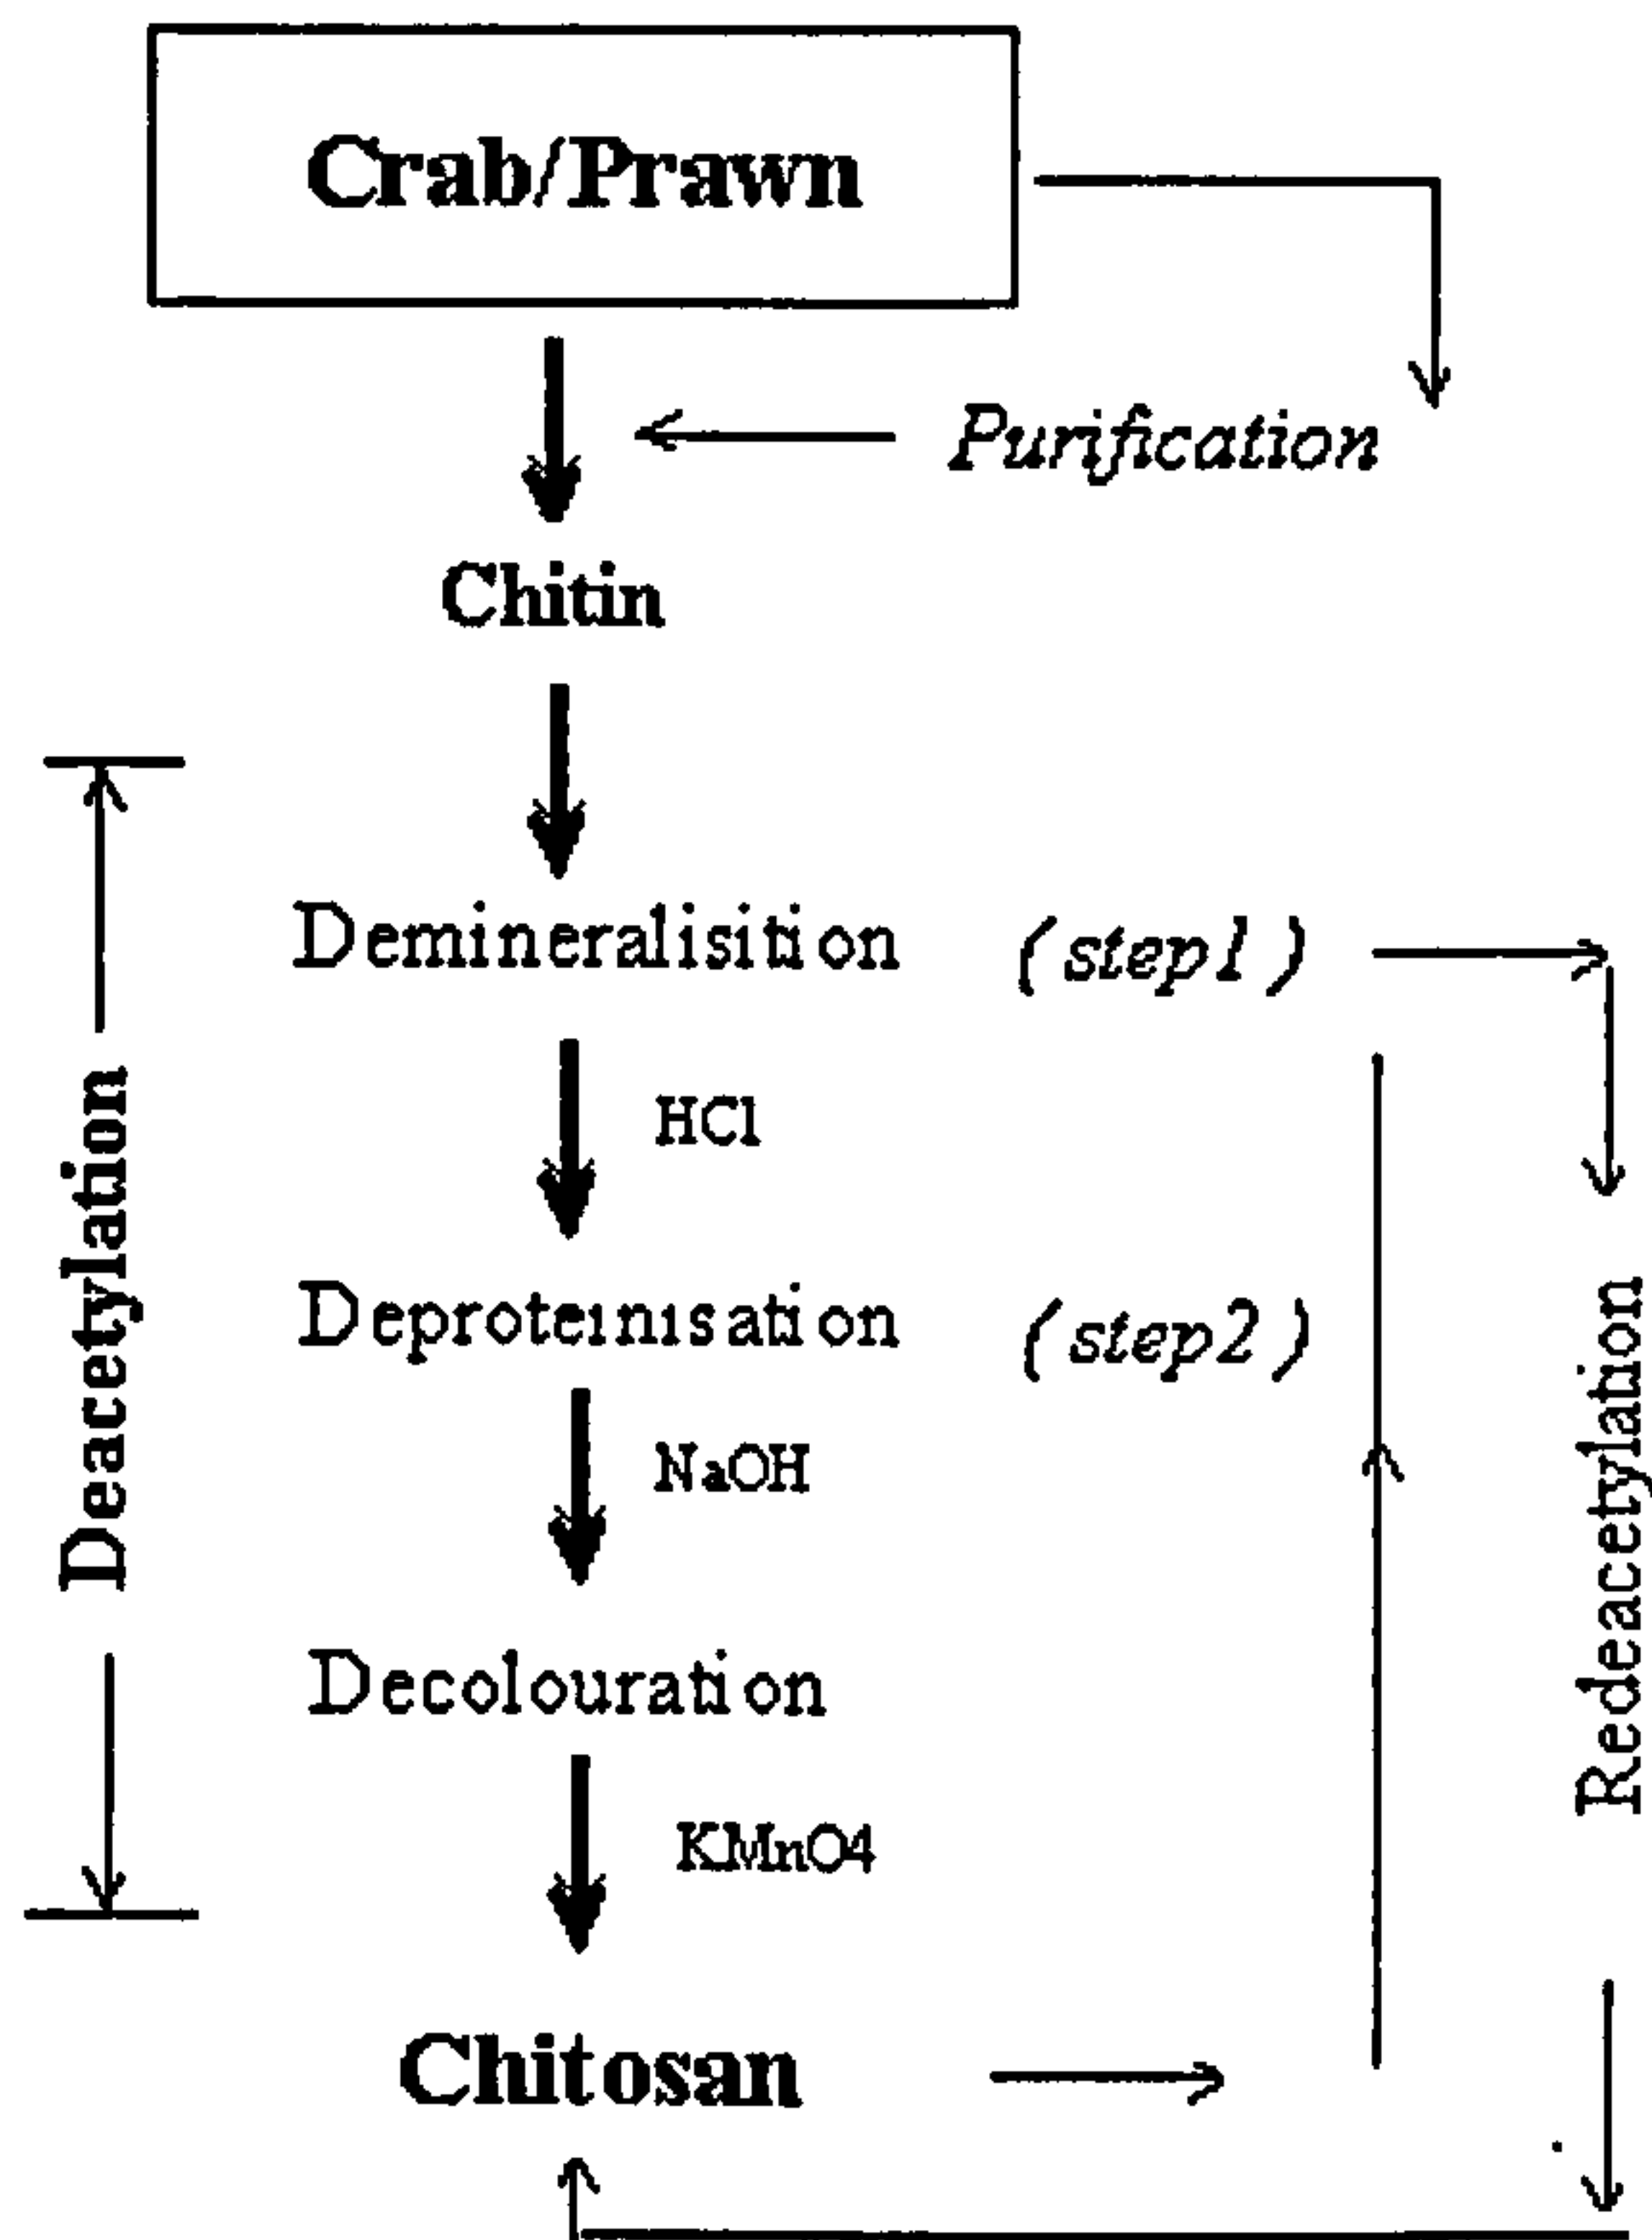 Crab/Prawn
Purification
Chitin
Demineralisition (step1)
HCl
Deproteinisation (step2)
NaOH
Decolouration
KMnO4
Chitosan
Deacetylation
Redeacetylation